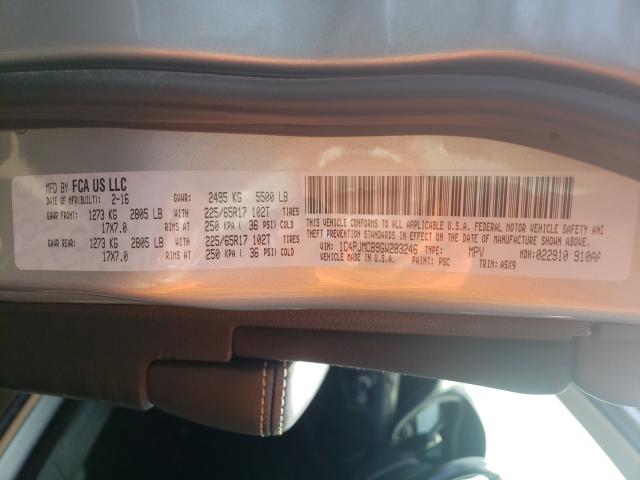 MFD BY FCA US LLC
DATE OF MFR(BUILT): 2-16 GVWR: 2495 KG 5500 LB
GAWR FRONT: 1273 KG 2805 LB WITH 225/65R17 102T TIRES
17X7.0 RIMS AT 250 KPA ( 36 PSI) COLD
GAWR REAR: 1273 KG 2805 LB WITH 225/65R17 102T TIRES
17X7.0 RIMS AT 250 KPA ( 36 PSI) COLD
THIS VEHICLE CONFORMS TO ALL APPLICABLE U.S.A. FEDERAL MOTOR VEHICLE SAFETY AND
THEFT PREVENTION STANDARDS IN EFFECT ON THE DATE OF MANUFACTURE SHOWN ABOVE.
VIN: 1C4PJMCB9GW283246 MPV MDH: 022910 910AF
VEHICLE MADE IN U.S.A. PAINT: PSC TRIM: A5X9